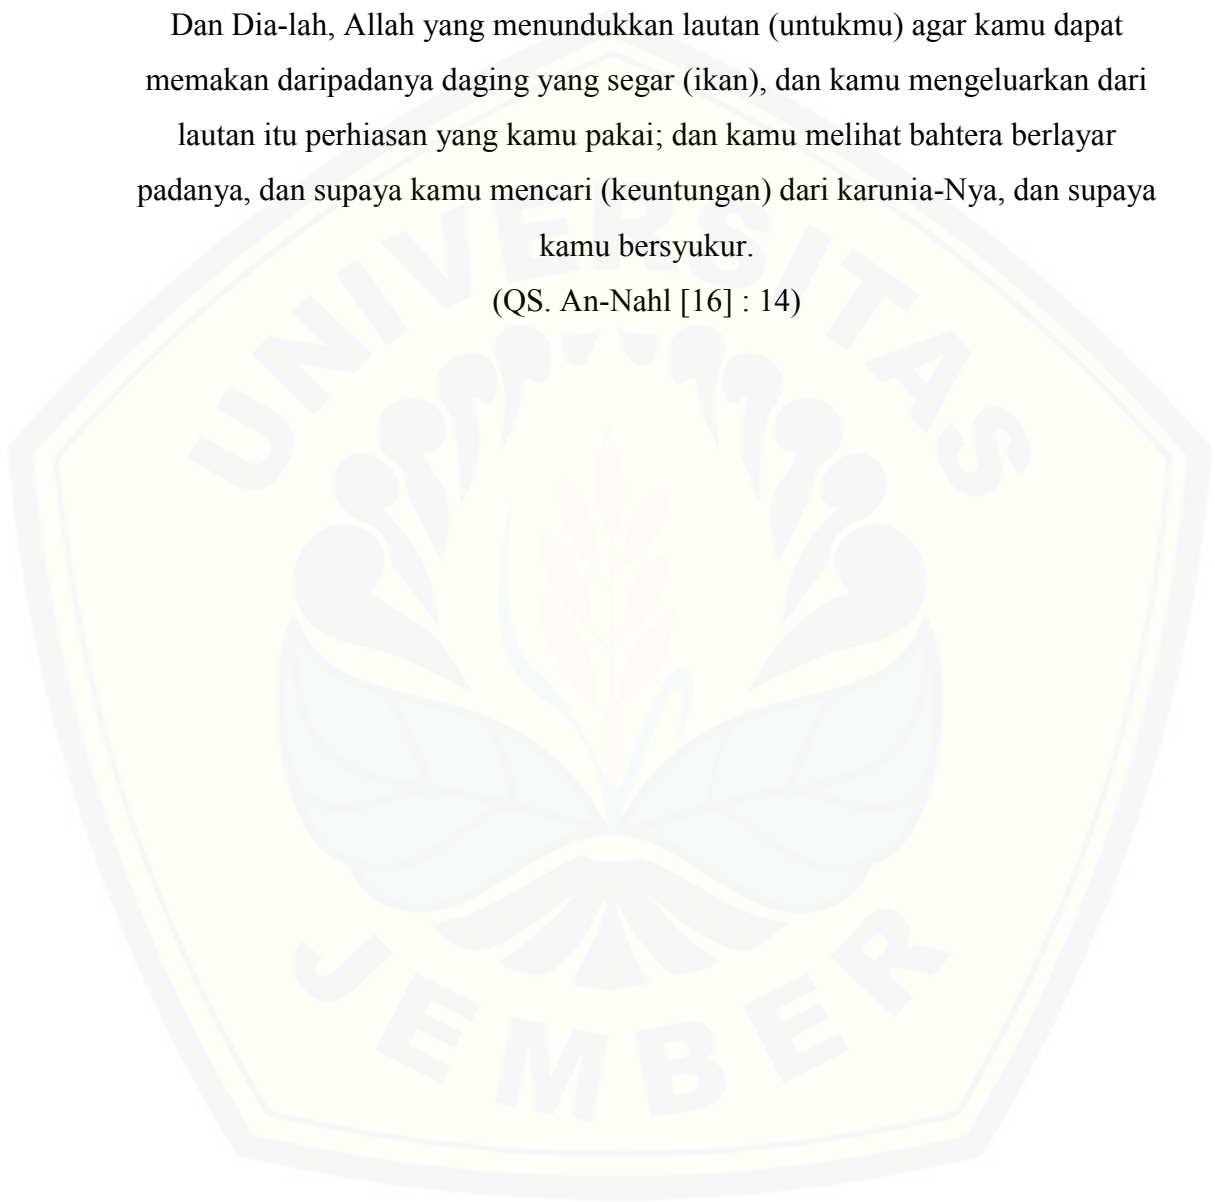 Dan Dia-lah, Allah yang menundukkan lautan (untukmu) agar kamu dapat
memakan daripadanya daging yang segar (ikan), dan kamu mengeluarkan dari
lautan itu perhiasan yang kamu pakai; dan kamu melihat bahtera berlayar
padanya, dan supaya kamu mencari (keuntungan) dari karunia-Nya, dan supaya
kamu bersyukur.
(QS. An-Nahl [16] : 14)
UNIVERSITAS
JEMBER